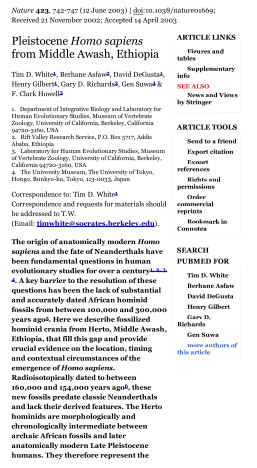 Nature 423, 742-747 (12 June 2003) | doi:10.1038/nature01669;
Received 21 November 2002; Accepted 14 April 2003
Pleistocene Homo sapiens
from Middle Awash, Ethiopia
Tim D. White1, Berhane Asfaw2, David DeGusta1,
Henry Gilbert1, Gary D. Richards3, Gen Suwa4 &
F. Clark Howell3
1. Department of Integrative Biology and Laboratory for
Human Evolutionary Studies, Museum of Vertebrate
Zoology, University of California, Berkeley, California
94720-3160, USA
2. Rift Valley Research Service, P.O. Box 5717, Addis
Ababa, Ethiopia
3. Laboratory for Human Evolutionary Studies, Museum
of Vertebrate Zoology, University of California, Berkeley,
California 94720-3160, USA
4. The University Museum, The University of Tokyo,
Hongo, Bunkyo-ku, Tokyo, 113-0033, Japan
Correspondence to: Tim D. White1
Correspondence and requests for materials should
be addressed to T.W.
(Email: timwhite@socrates.berkeley.edu).
The origin of anatomically modern Homo
sapiens and the fate of Neanderthals have
been fundamental questions in human
evolutionary studies for over a century1, 2, 3,
4. A key barrier to the resolution of these
questions has been the lack of substantial
and accurately dated African hominid
fossils from between 100,000 and 300,000
years ago5. Here we describe fossilized
hominid crania from Herto, Middle Awash,
Ethiopia, that fill this gap and provide
crucial evidence on the location, timing
and contextual circumstances of the
emergence of Homo sapiens.
Radioisotopically dated to between
160,000 and 154,000 years ago6, these
new fossils predate classic Neanderthals
and lack their derived features. The Herto
hominids are morphologically and
chronologically intermediate between
archaic African fossils and later
anatomically modern Late Pleistocene
humans. They therefore represent the
ARTICLE LINKS
Figures and
tables
Supplementary
info
SEE ALSO
News and Views
by Stringer
ARTICLE TOOLS
Send to a friend
Export citation
Export
references
Rights and
permissions
Order
commercial
reprints
Bookmark in
Connotea
SEARCH
PUBMED FOR
Tim D. White
Berhane Asfaw
David DeGusta
Henry Gilbert
Gary D.
Richards
Gen Suwa
more authors of
this article